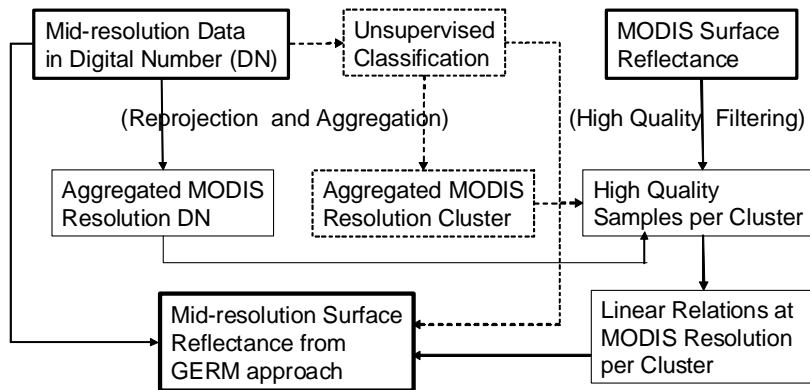 Mid-resolution Data
in Digital Number (DN)
Unsupervised
Classification
MODIS Surface
Reflectance
(Reprojection and Aggregation)
(High Quality Filtering)
Aggregated MODIS
Resolution DN
Aggregated MODIS
Resolution Cluster
High Quality
Samples per Cluster
Mid-resolution Surface
Reflectance from
GERM approach
Linear Relations at
MODIS Resolution
per Cluster